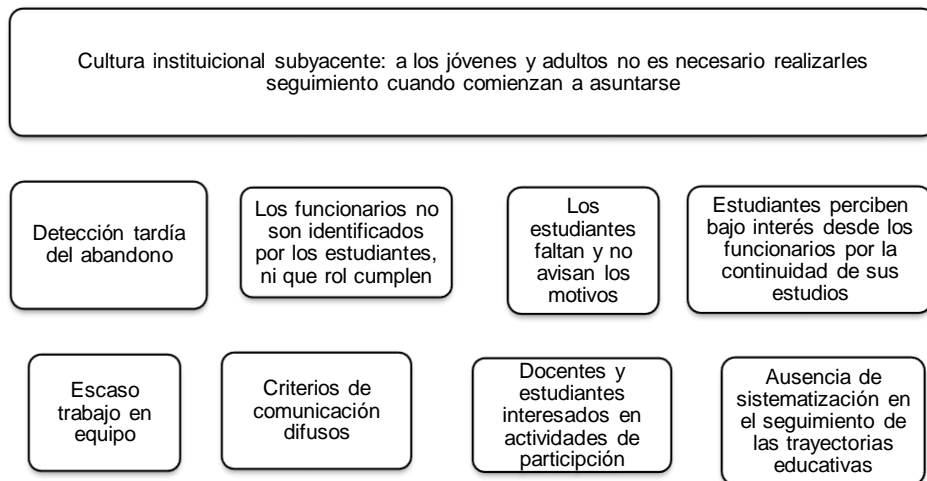 Cultura instituicional subyacente: a los jóvenes y adultos no es necesario realizarles
seguimiento cuando comienzan a asuntarse
Detección tardía
del abandono
Los funcionarios no
son identificados
por los estudiantes,
ni que rol cumplen
Los
estudiantes
faltan y no
avisan los
motivos
Estudiantes perciben
bajo interés desde los
funcionarios por la
continuidad de sus
estudios
Escaso
trabajo en
equipo
Criterios de
comunicación
difusos
Docentes y
estudiantes
interesados en
actividades de
participción
Ausencia de
sistematización en
el seguimiento de
las trayectorias
educativas